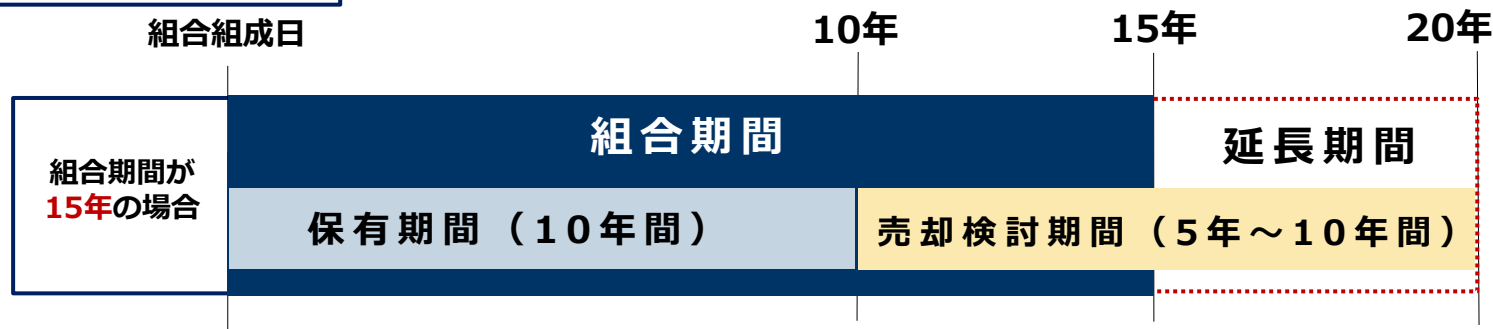 組合組成日
10年
15年
20年
組合期間が
15年の場合
組合期間
延長期間
保有期間（10年間）
売却検討期間（5年～10年間）